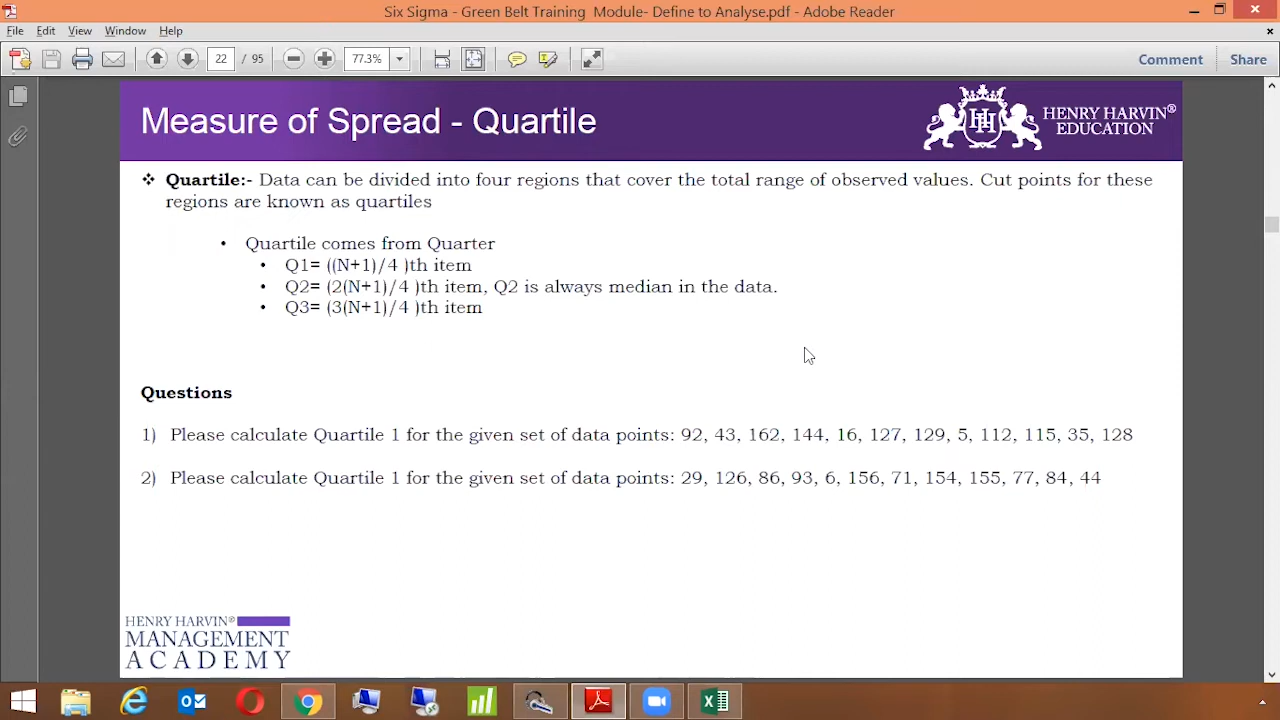 Six Sigma - Green Belt Training  Module- Define to Analyse.pdf - Adobe Reader
File Edit View Window Help
22 / 95 77.3% Comment Share
Measure of Spread - Quartile
HENRY HARVIN®
EDUCATION
❖ Quartile:- Data can be divided into four regions that cover the total range of observed values. Cut points for these
regions are known as quartiles
• Quartile comes from Quarter
• Q1= ((N+1)/4 )th item
• Q2= (2(N+1)/4 )th item, Q2 is always median in the data.
• Q3= (3(N+1)/4 )th item
Questions
1) Please calculate Quartile 1 for the given set of data points: 92, 43, 162, 144, 16, 127, 129, 5, 112, 115, 35, 128
2) Please calculate Quartile 1 for the given set of data points: 29, 126, 86, 93, 6, 156, 71, 154, 155, 77, 84, 44
HENRY HARVIN®
MANAGEMENT
ACADEMY